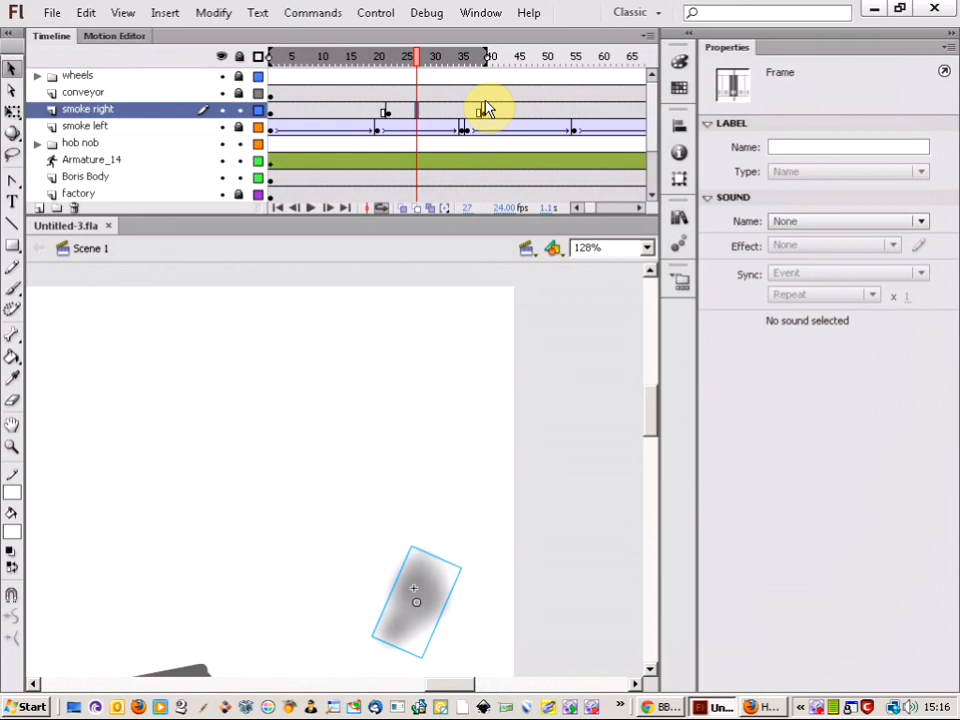 Fl File Edit View Insert Modify Text Commands Control Debug Window Help Classic
Timeline Motion Editor
Properties
5 10 15 20 25 30 35 40 45 50 55 60 65
Frame
wheels
conveyor
smoke right
smoke left
hob nob
Armature_14
Boris Body
factory
LABEL
Name:
Type: Name
SOUND
Name: None
Effect: None
Sync: Event
Repeat x 1
No sound selected
27 24.00 fps 1.1 s
Untitled-3.fla
Scene 1
128%
Start
BB...
Un...
H...
15:16